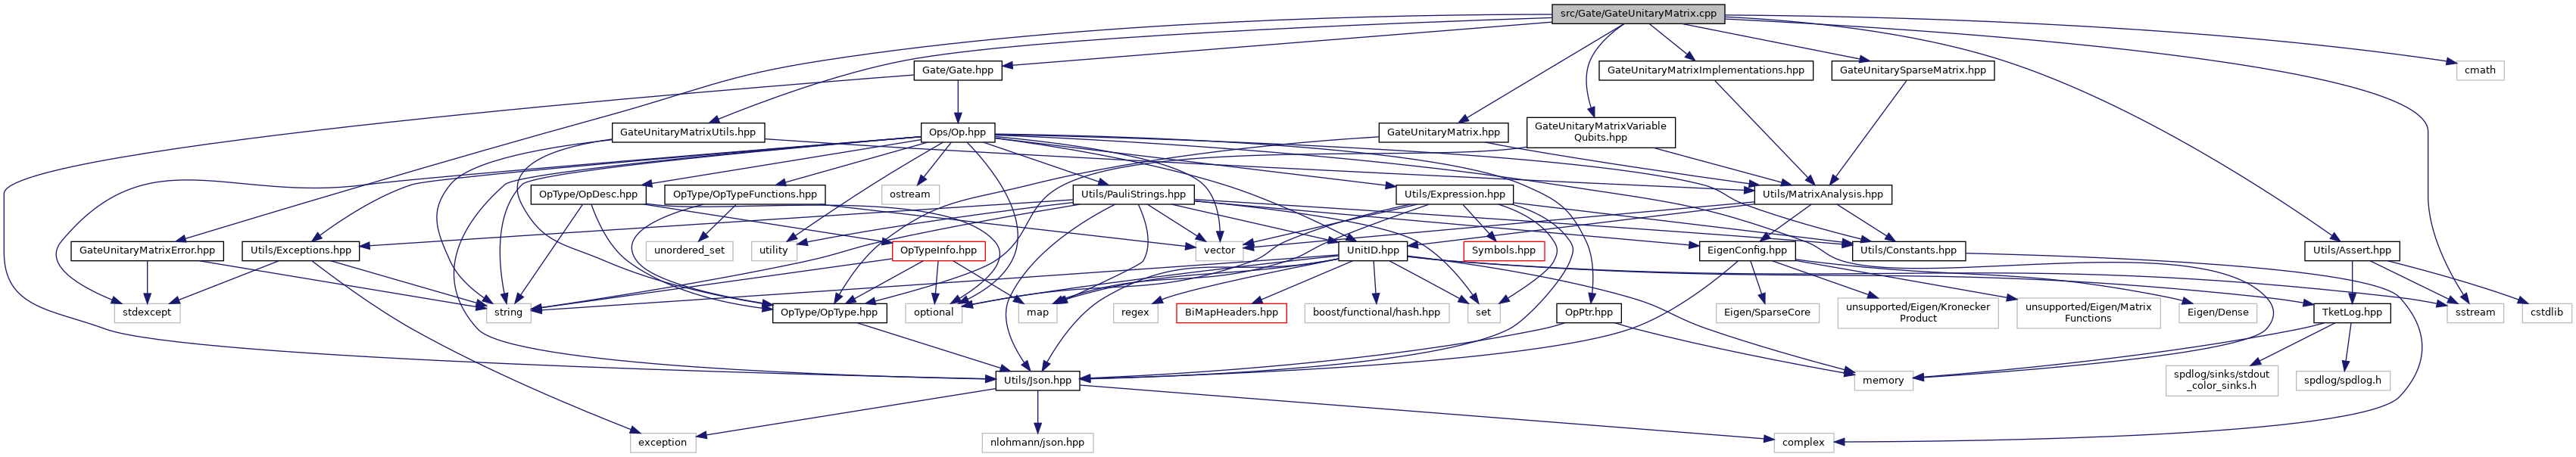 src/Gate/GateUnitaryMatrix.cpp
Gate/Gate.hpp
GateUnitaryMatrixImplementations.hpp
GateUnitarySparseMatrix.hpp
cmath
GateUnitaryMatrixUtils.hpp
Ops/Op.hpp
GateUnitaryMatrix.hpp
GateUnitaryMatrixVariable
Qubits.hpp
OpType/OpDesc.hpp
OpType/OpTypeFunctions.hpp
ostream
Utils/PauliStrings.hpp
Utils/Expression.hpp
Utils/MatrixAnalysis.hpp
GateUnitaryMatrixError.hpp
Utils/Exceptions.hpp
unordered_set
utility
OpTypeInfo.hpp
vector
UnitID.hpp
Symbols.hpp
EigenConfig.hpp
Utils/Constants.hpp
Utils/Assert.hpp
stdexcept
string
OpType/OpType.hpp
optional
map
regex
BiMapHeaders.hpp
boost/functional/hash.hpp
set
OpPtr.hpp
Eigen/SparseCore
unsupported/Eigen/Kronecker
Product
unsupported/Eigen/Matrix
Functions
Eigen/Dense
TketLog.hpp
sstream
cstdlib
Utils/Json.hpp
memory
spdlog/sinks/stdout
_color_sinks.h
spdlog/spdlog.h
exception
nlohmann/json.hpp
complex